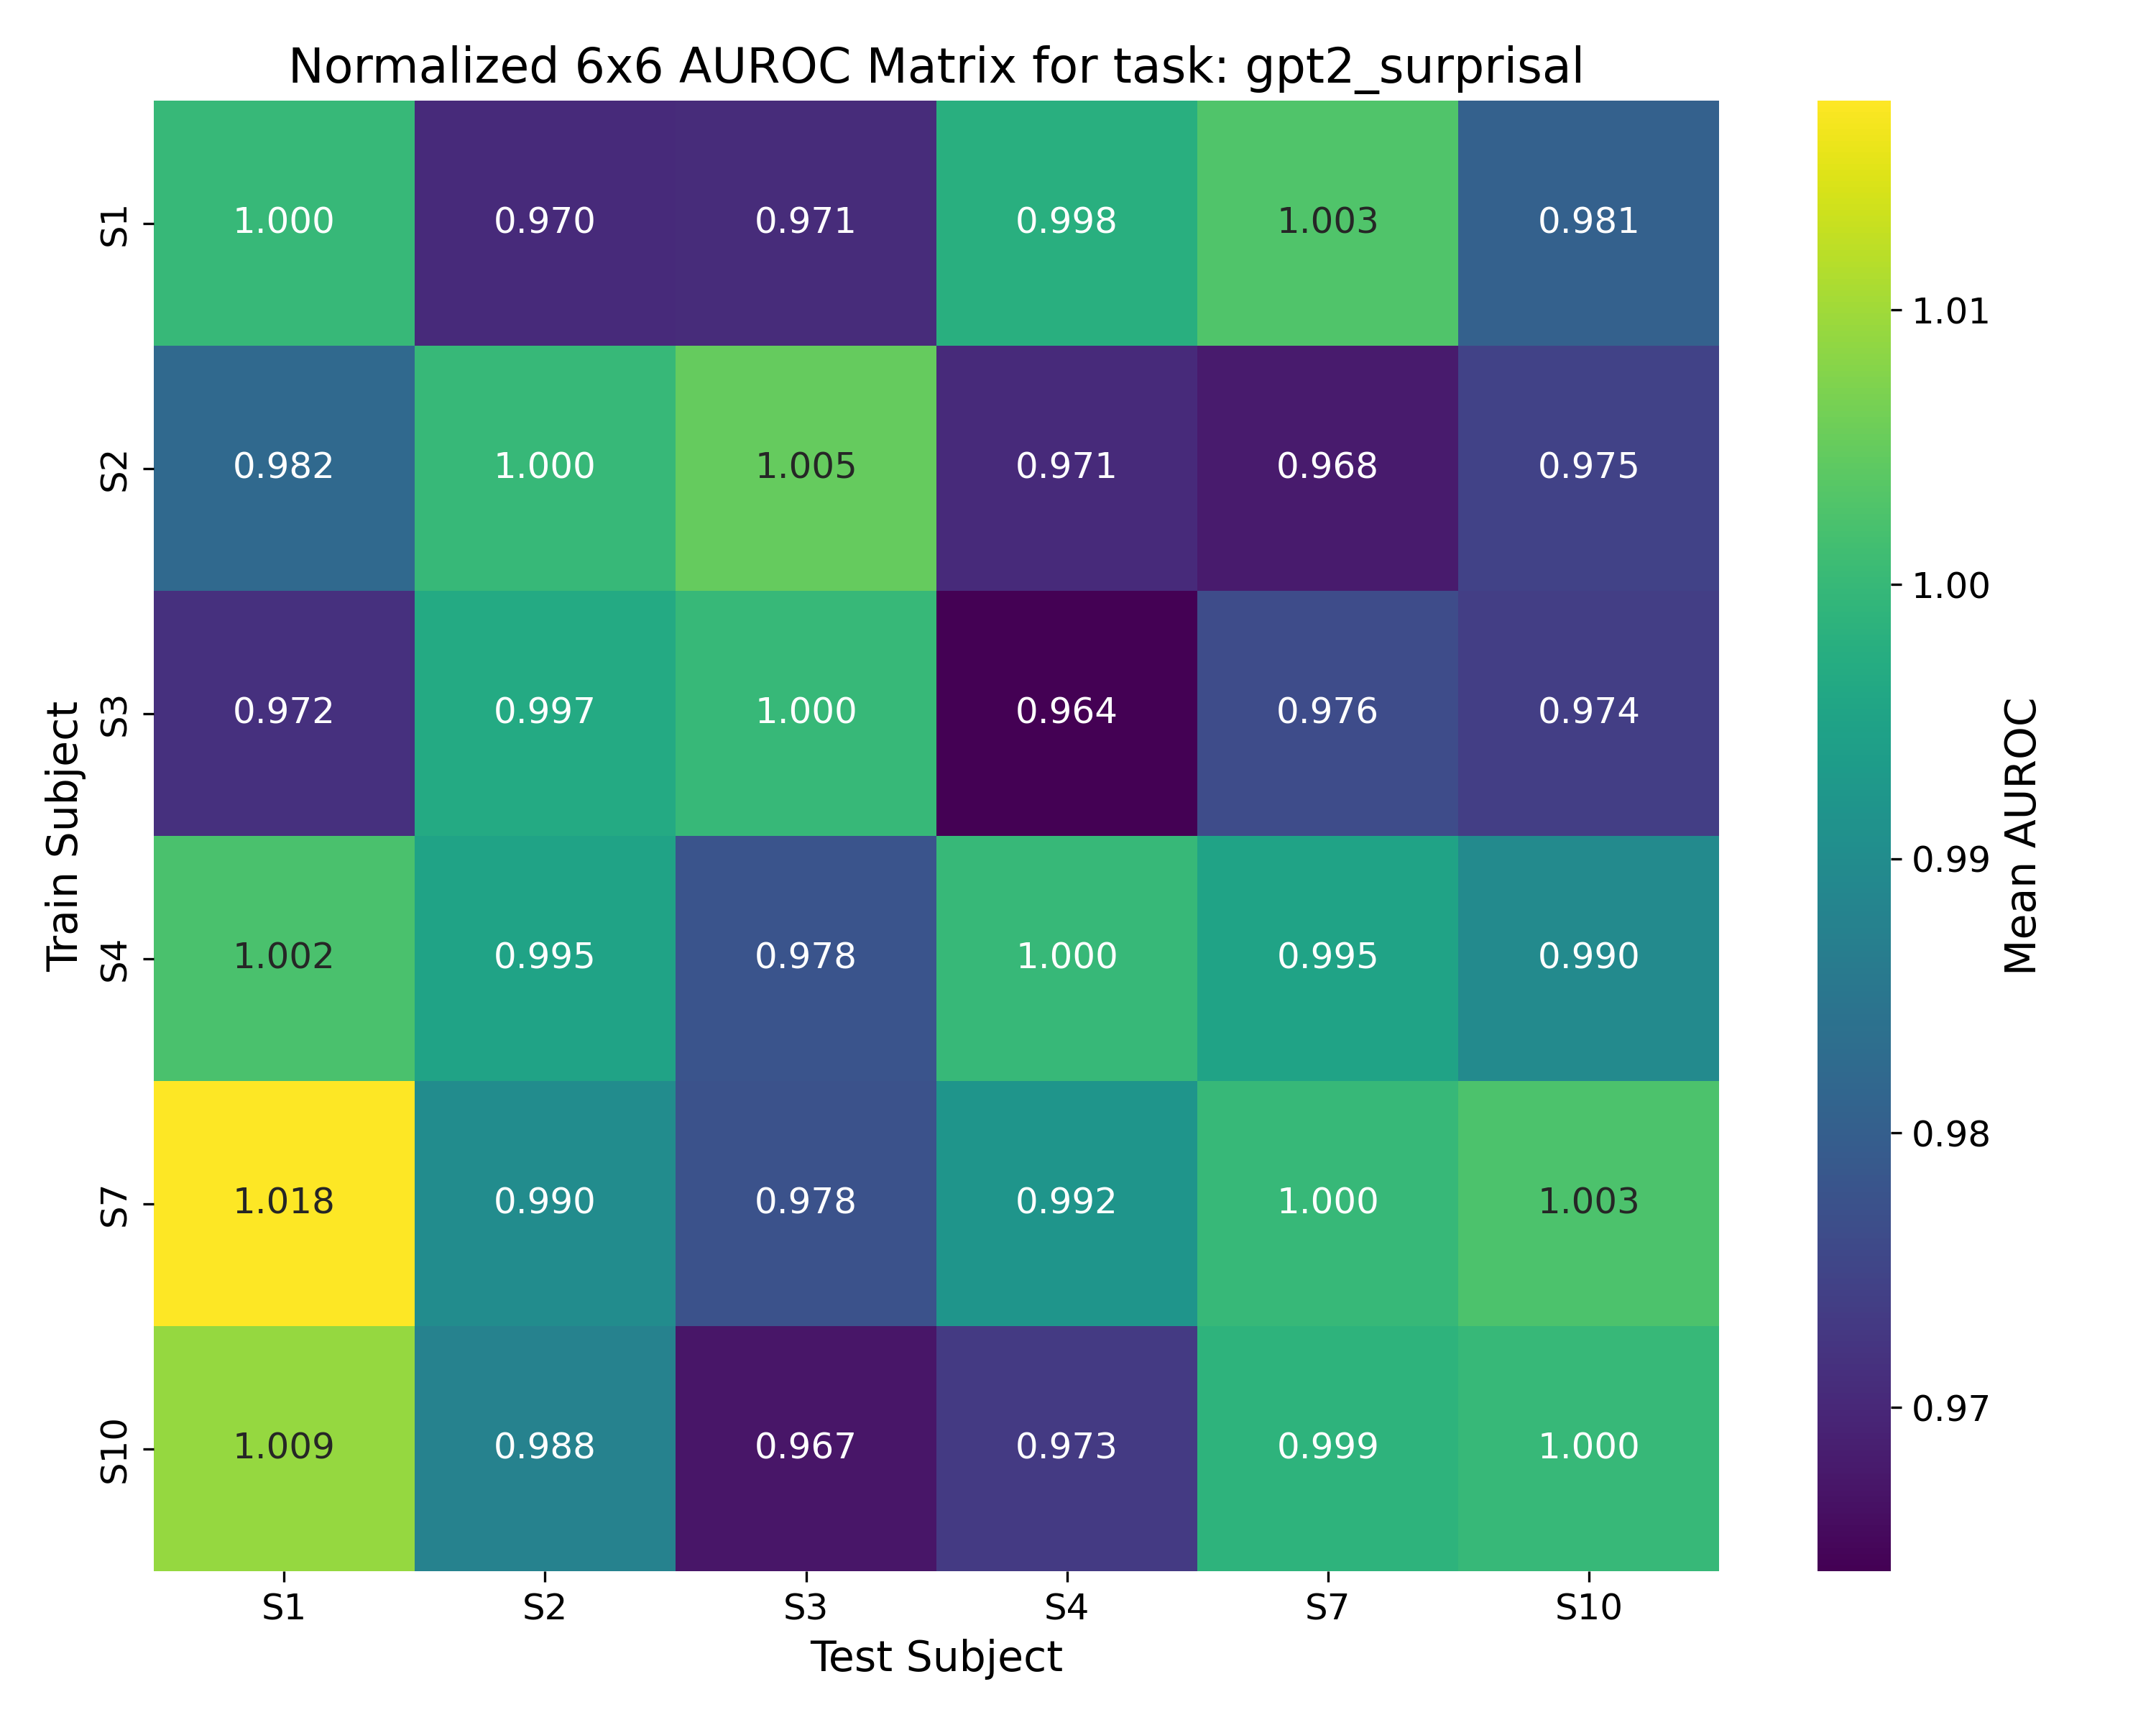 Normalized 6x6 AUROC Matrix for task: gpt2_surprisal
Train Subject
S1 1.000 0.970 0.971 0.998 1.003 0.981
S2 0.982 1.000 1.005 0.971 0.968 0.975
S3 0.972 0.997 1.000 0.964 0.976 0.974
S4 1.002 0.995 0.978 1.000 0.995 0.990
S7 1.018 0.990 0.978 0.992 1.000 1.003
S10 1.009 0.988 0.967 0.973 0.999 1.000
S1 S2 S3 S4 S7 S10
Test Subject
1.01
1.00
0.99
0.98
0.97
Mean AUROC